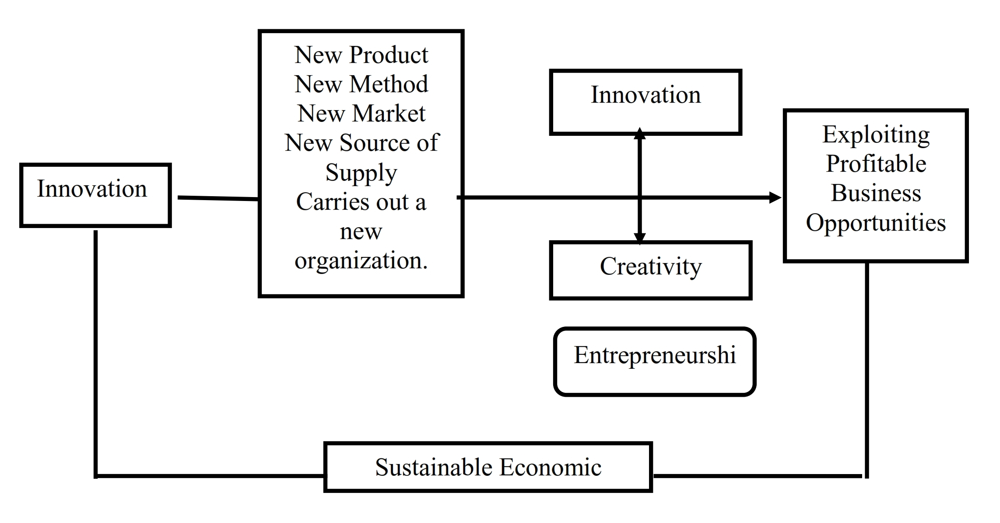 Innovation
New Product
New Method
New Market
New Source of
Supply
Carries out a
new
organization.
Innovation
Creativity
Entrepreneurshi
Exploiting
Profitable
Business
Opportunities
Sustainable Economic